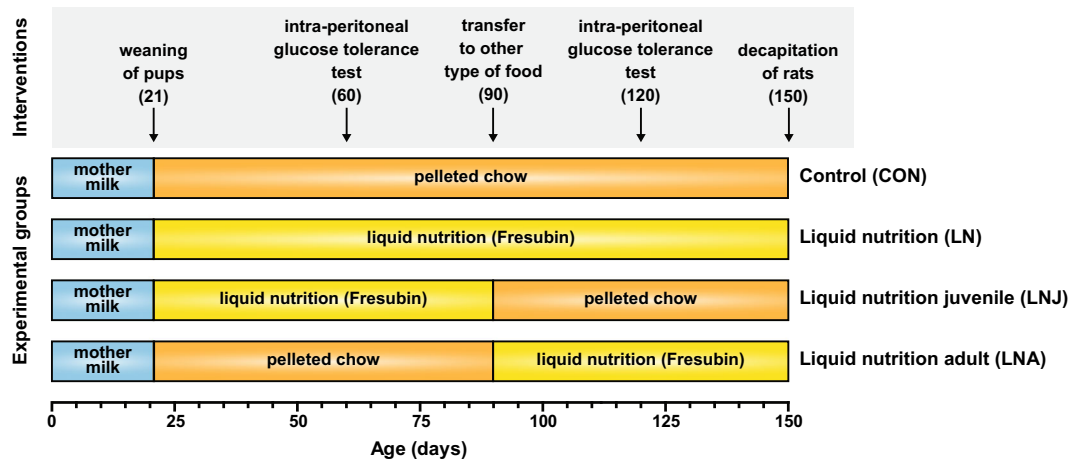 Interventions
weaning
of pups
(21)
intra-peritoneal
glucose tolerance
test
(60)
transfer
to other
type of food
(90)
intra-peritoneal
glucose tolerance
test
(120)
decapitation
of rats
(150)
Experimental groups
mother
milk
pelleted chow
Control (CON)
mother
milk
liquid nutrition (Fresubin)
Liquid nutrition (LN)
mother
milk
liquid nutrition (Fresubin)
pelleted chow
Liquid nutrition juvenile (LNJ)
mother
milk
pelleted chow
liquid nutrition (Fresubin)
Liquid nutrition adult (LNA)
0 25 50 75 100 125 150
Age (days)